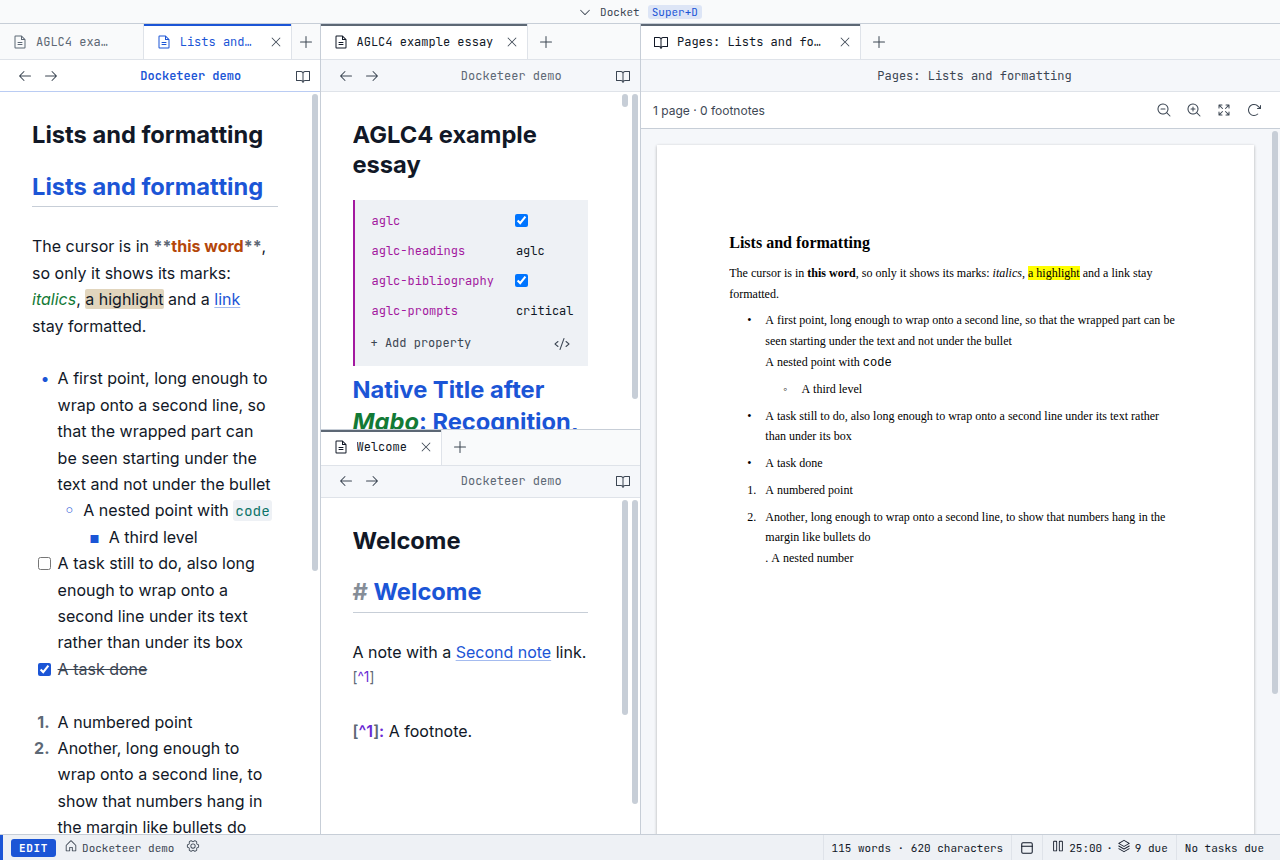 Docket Super+D
AGLC4 exa…
Lists and…
AGLC4 example essay
Pages: Lists and fo…
Docketeer demo
Docketeer demo
Pages: Lists and formatting
Lists and formatting
Lists and formatting
The cursor is in **this word**,
so only it shows its marks:
italics, a highlight and a link
stay formatted.
• A first point, long enough to
wrap onto a second line, so
that the wrapped part can
be seen starting under the
text and not under the bullet
◦ A nested point with code
▪ A third level
A task still to do, also long
enough to wrap onto a
second line under its text
rather than under its box
A task done
1. A numbered point
2. Another, long enough to
wrap onto a second line, to
show that numbers hang in
the margin like bullets do
AGLC4 example
essay
aglc
aglc-headings aglc
aglc-bibliography
aglc-prompts critical
+ Add property </>
Native Title after
Mabo: Recognition,
Welcome
Docketeer demo
Welcome
# Welcome
A note with a Second note link.
[^1]
[^1]: A footnote.
1 page · 0 footnotes
Lists and formatting
The cursor is in this word, so only it shows its marks: italics, a highlight and a link stay
formatted.
• A first point, long enough to wrap onto a second line, so that the wrapped part can be
seen starting under the text and not under the bullet
A nested point with code
◦ A third level
• A task still to do, also long enough to wrap onto a second line under its text rather
than under its box
• A task done
1. A numbered point
2. Another, long enough to wrap onto a second line, to show that numbers hang in the
margin like bullets do
. A nested number
EDIT Docketeer demo
115 words · 620 characters
25:00 · 9 due
No tasks due